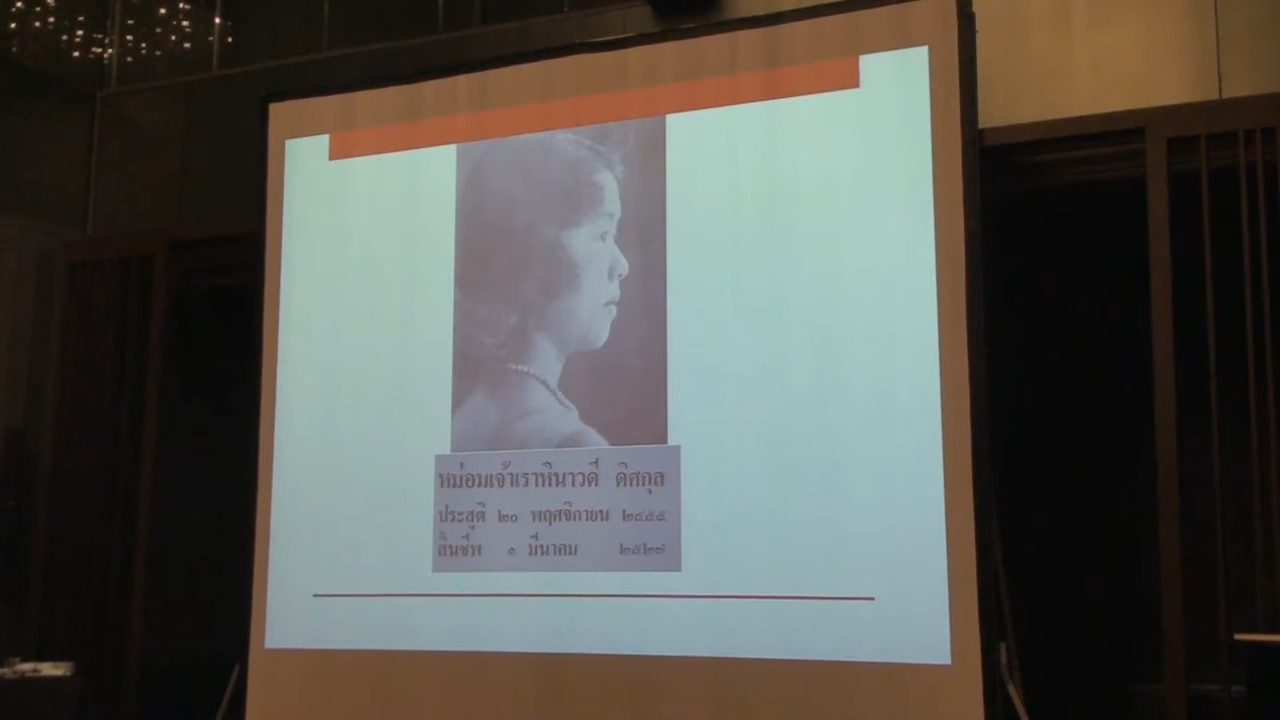 หม่อมเจ้าเราหินาวดี ดิศกุล
ประสูติ ๒๐ พฤศจิกายน ๒๔๕๕
สิ้นชีพ ๑ มีนาคม ๒๕๒๗